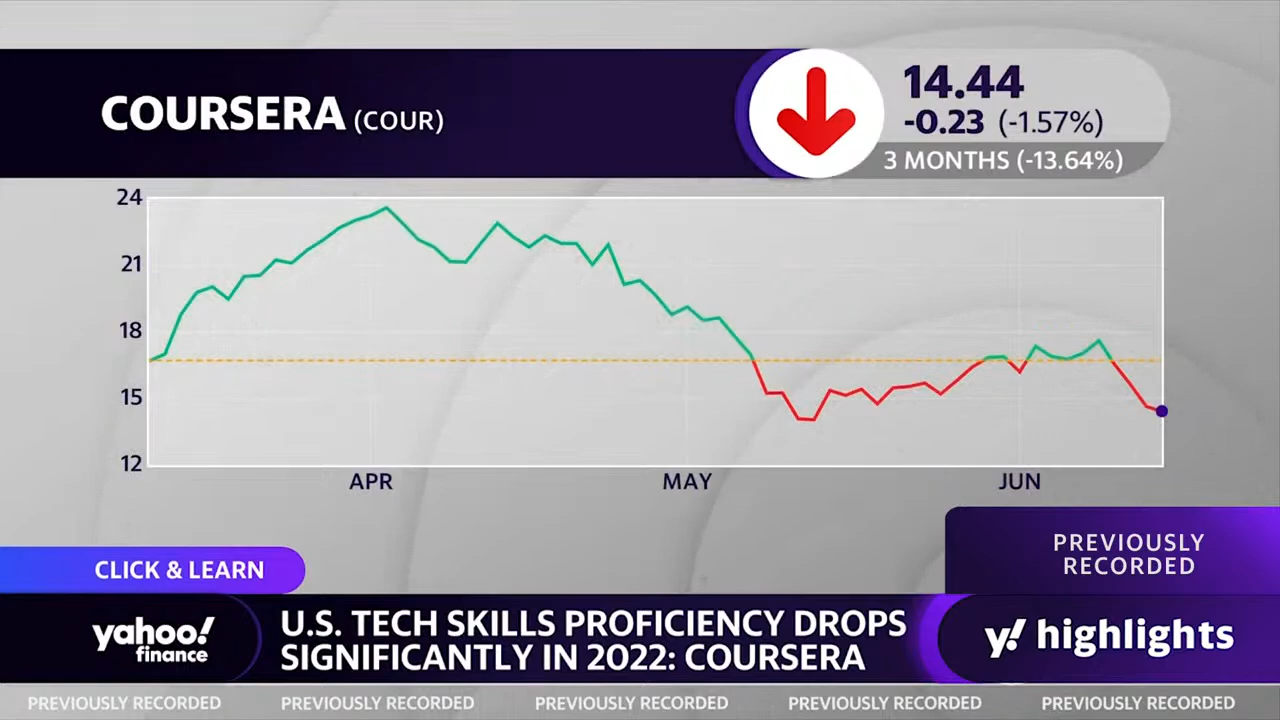 COURSERA (COUR)
14.44
-0.23 (-1.57%)
3 MONTHS (-13.64%)
24
21
18
15
12
APR MAY JUN
PREVIOUSLY
RECORDED
CLICK & LEARN
yahoo!
finance
U.S. TECH SKILLS PROFICIENCY DROPS
SIGNIFICANTLY IN 2022: COURSERA
y! highlights
PREVIOUSLY RECORDED PREVIOUSLY RECORDED PREVIOUSLY RECORDED PREVIOUSLY RECORDED PREVIOUSLY RECORDED